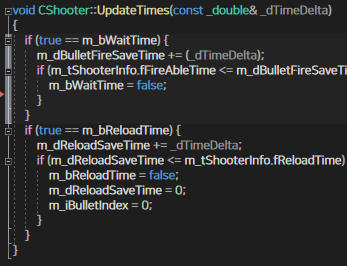 void CShooter::UpdateTimes(const _double& _dTimeDelta)
{
if (true == m_bWaitTime) {
m_dBulletFireSaveTime += (_dTimeDelta);
if (m_tShooterInfo.fFireAbleTime <= m_dBulletFireSaveTi
m_bWaitTime = false;
}
}
if (true == m_bReloadTime) {
m_dReloadSaveTime += _dTimeDelta;
if (m_dReloadSaveTime <= m_tShooterInfo.fReloadTime)
m_bReloadTime = false;
m_dReloadSaveTime = 0;
m_iBulletIndex = 0;
}
}
}